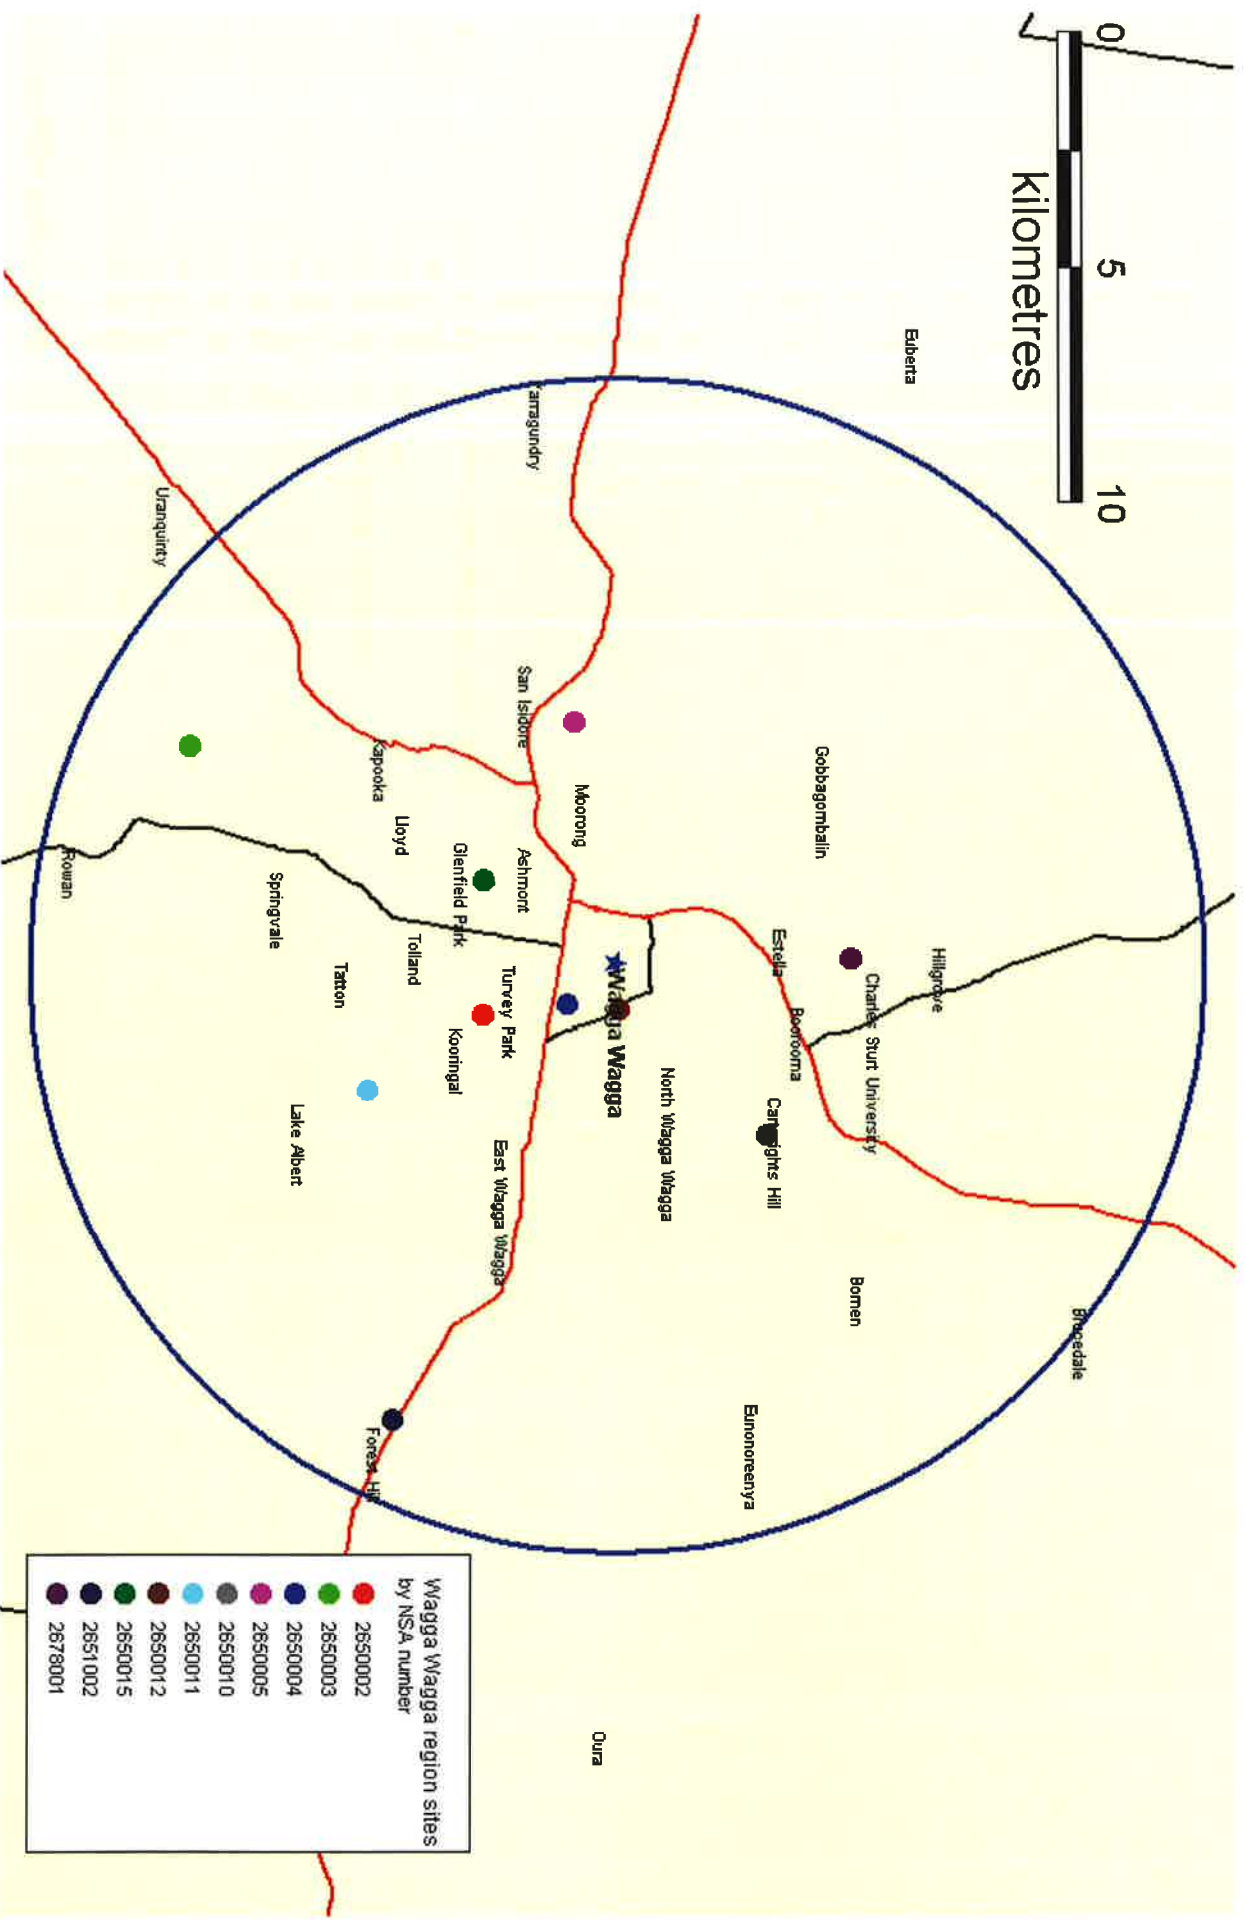 0 5 10
kilometres
Euberta
Brucedale
Hillgrove
Charles Sturt University
Bomen
Gobbagombalin
Estella
Boorooma
Cartwrights Hill
Eunonoreenya
North Wagga Wagga
Wagga Wagga
Oura
Moorong
Yarragundry
San Isidore
Ashmont
Turvey Park
East Wagga Wagga
Glenfield Park
Kooringal
Tolland
Lloyd
Kapooka
Forest Hill
Tatton
Lake Albert
Springvale
Uranquinty
Rowan
Wagga Wagga region sites
by NSA number
2650002
2650003
2650004
2650005
2650010
2650011
2650012
2650015
2651002
2678001